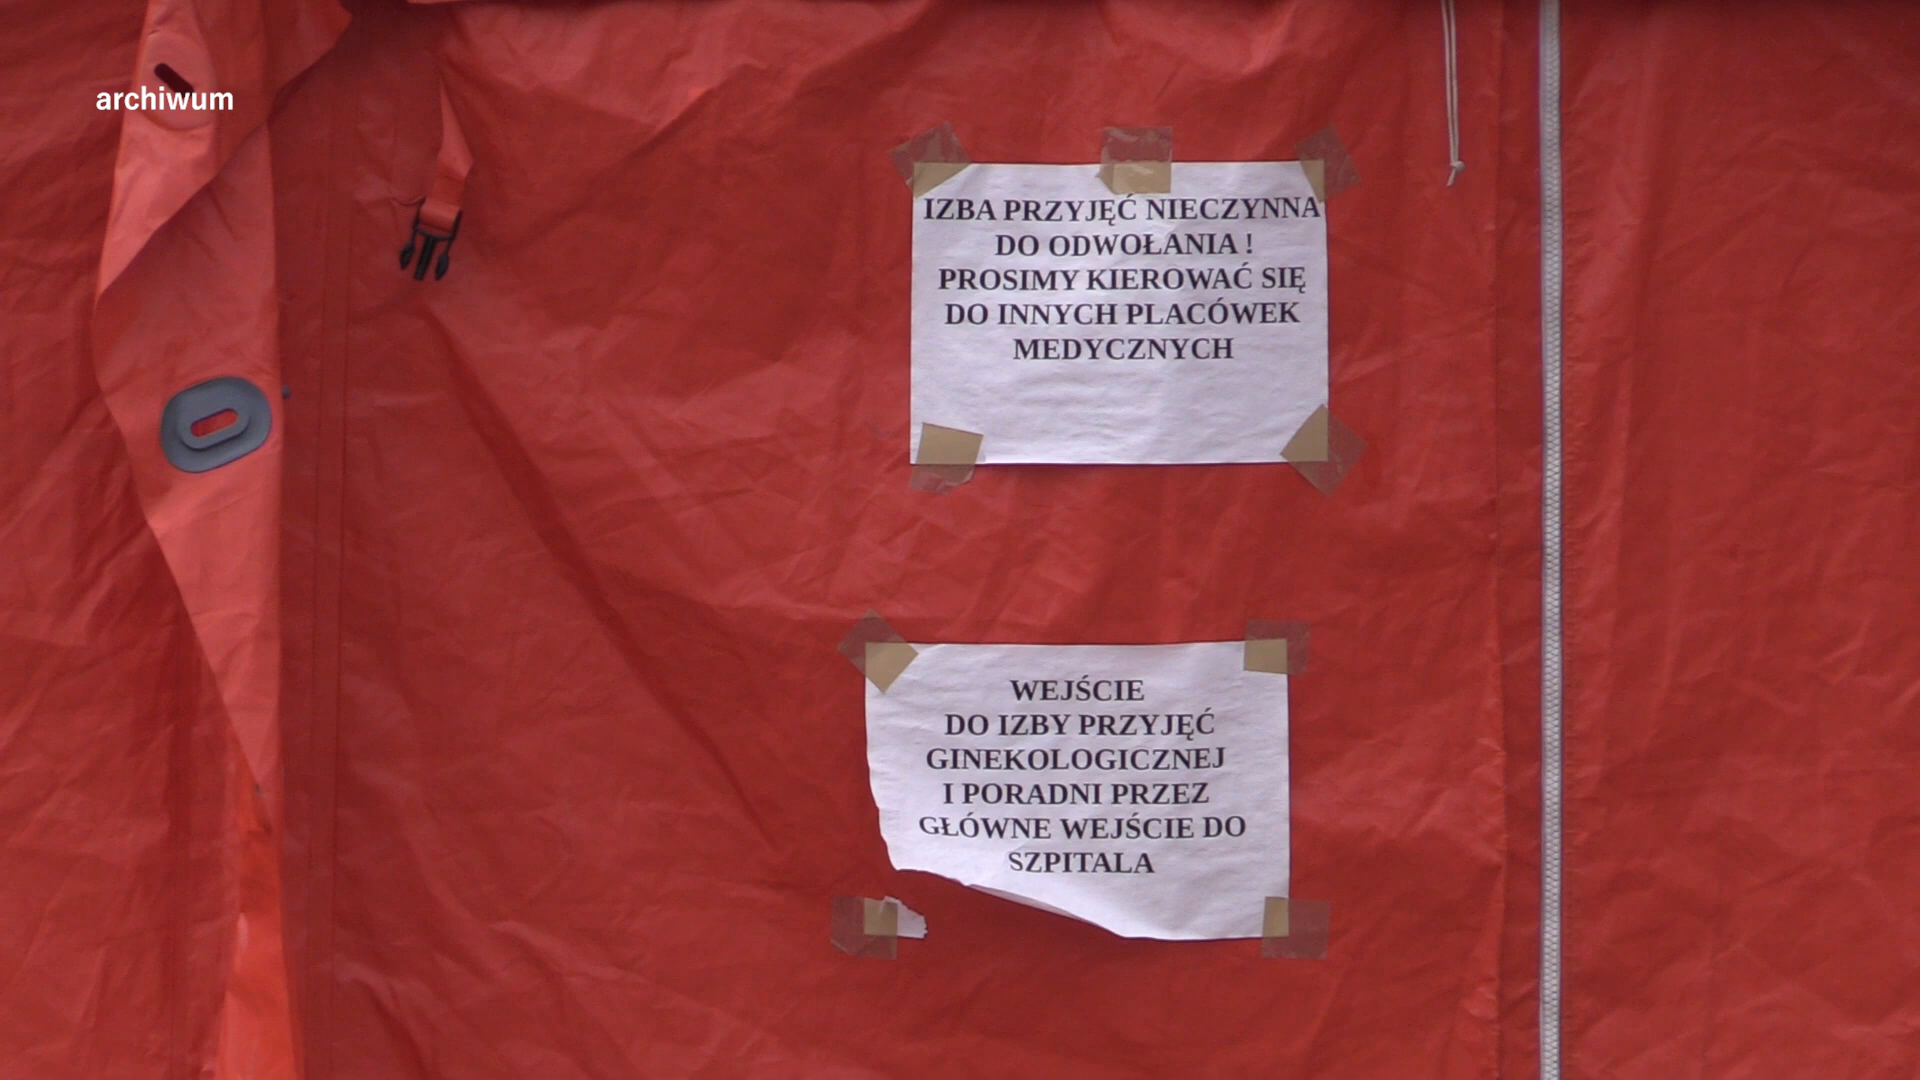 archiwum
IZBA PRZYJĘĆ NIECZYNNA
DO ODWOŁANIA !
PROSIMY KIEROWAĆ SIĘ
DO INNYCH PLACÓWEK
MEDYCZNYCH
WEJŚCIE
DO IZBY PRZYJĘĆ
GINEKOLOGICZNEJ
I PORADNI PRZEZ
GŁÓWNE WEJŚCIE DO
SZPITALA